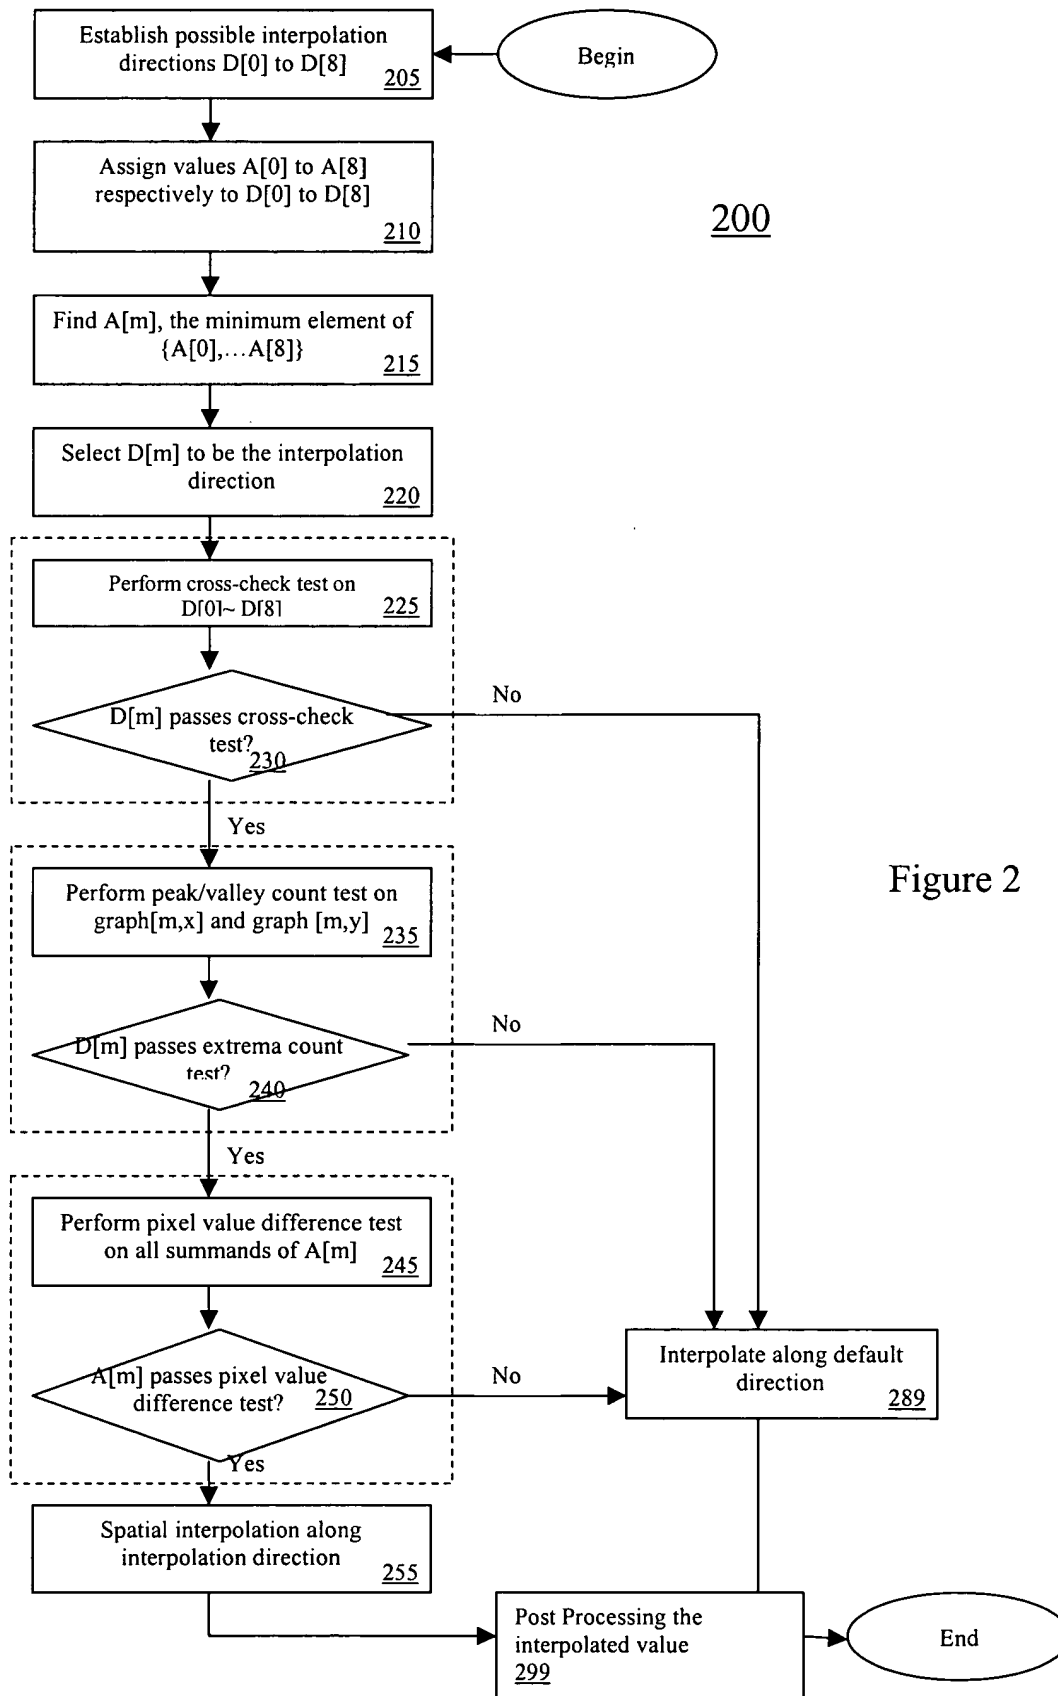 Establish possible interpolation
directions D[0] to D[8]
205
Begin
Assign values A[0] to A[8]
respectively to D[0] to D[8]
210
200
Find A[m], the minimum element of
{A[0],…A[8]}
215
Select D[m] to be the interpolation
direction
220
Perform cross-check test on
D[0]~ D[8]
225
D[m] passes cross-check
test?
230
No
Yes
Perform peak/valley count test on
graph[m,x] and graph [m,y]
235
Figure 2
D[m] passes extrema count
test?
240
No
Yes
Perform pixel value difference test
on all summands of A[m]
245
A[m] passes pixel value
difference test?
250
No
Yes
Interpolate along default
direction
289
Spatial interpolation along
interpolation direction
255
Post Processing the
interpolated value
299
End